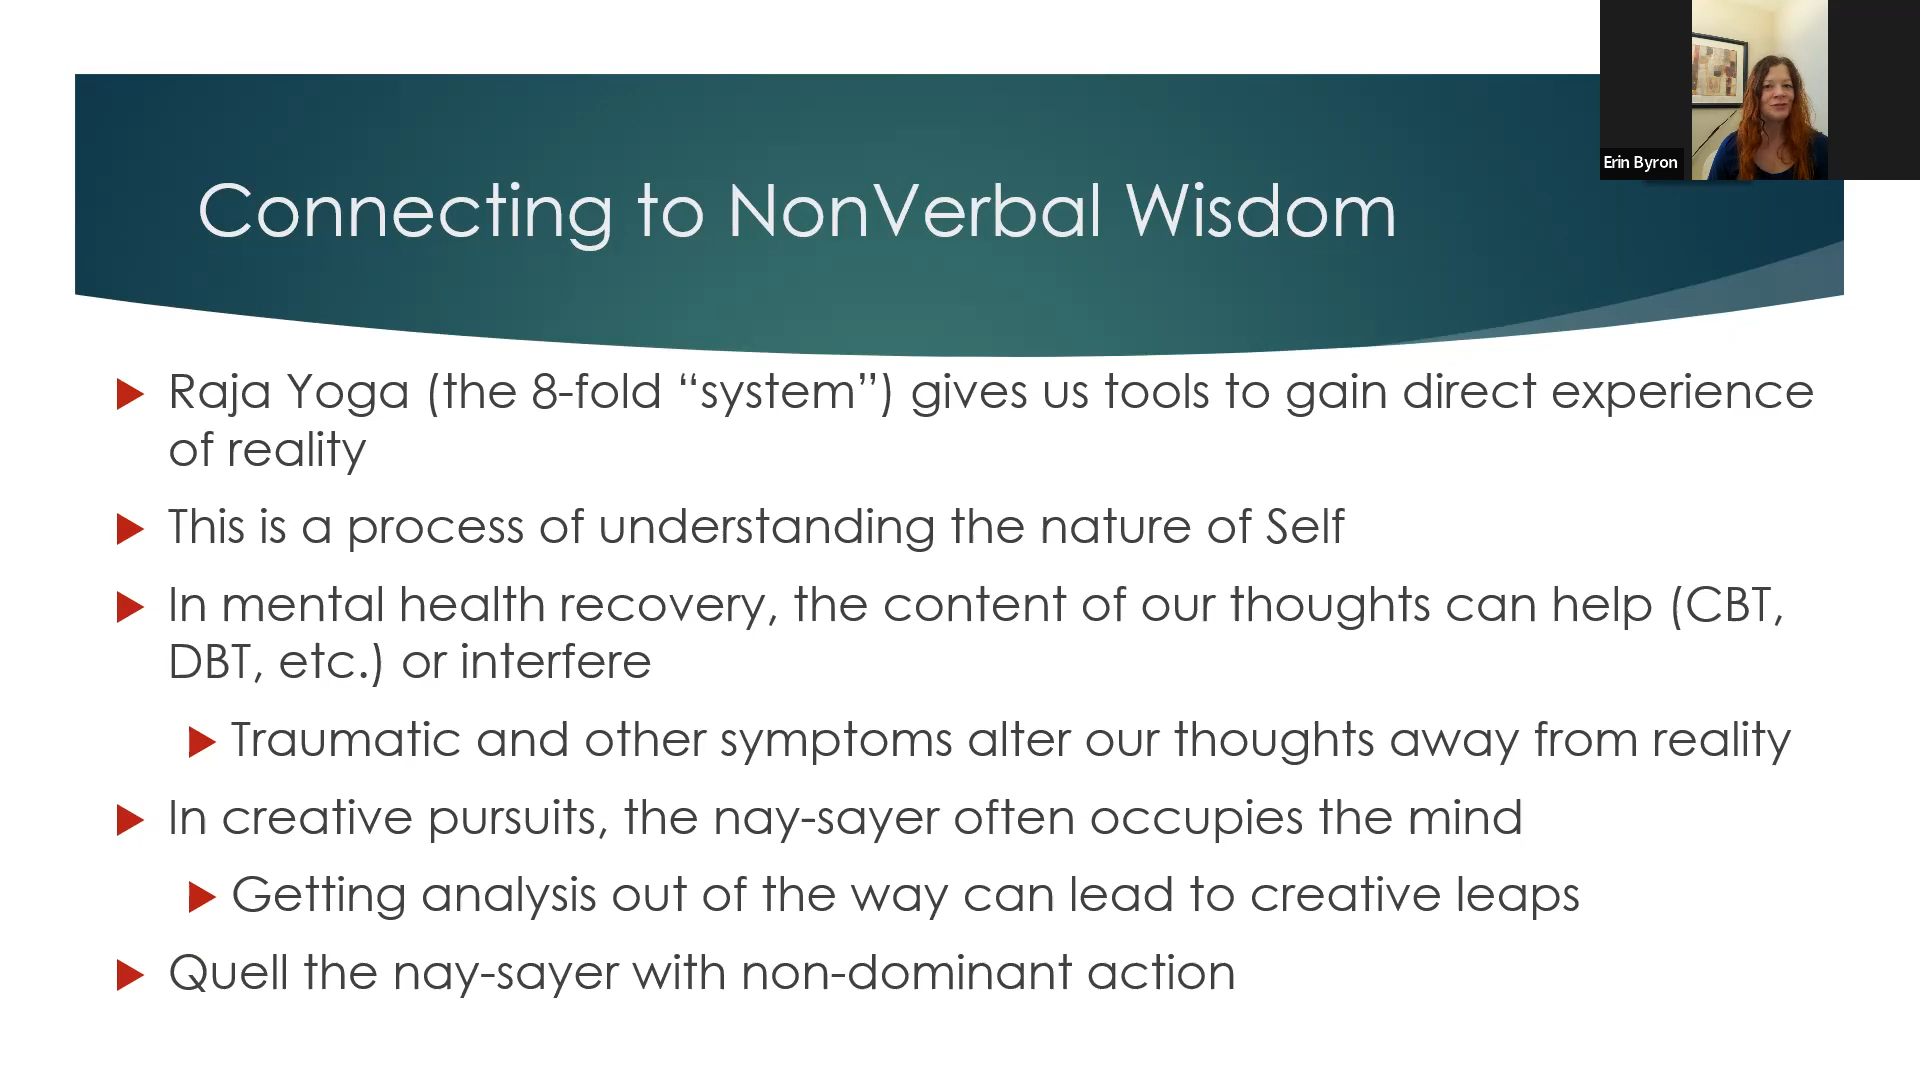 Erin Byron
Connecting to NonVerbal Wisdom
Raja Yoga (the 8-fold “system”) gives us tools to gain direct experience
of reality
This is a process of understanding the nature of Self
In mental health recovery, the content of our thoughts can help (CBT,
DBT, etc.) or interfere
Traumatic and other symptoms alter our thoughts away from reality
In creative pursuits, the nay-sayer often occupies the mind
Getting analysis out of the way can lead to creative leaps
Quell the nay-sayer with non-dominant action